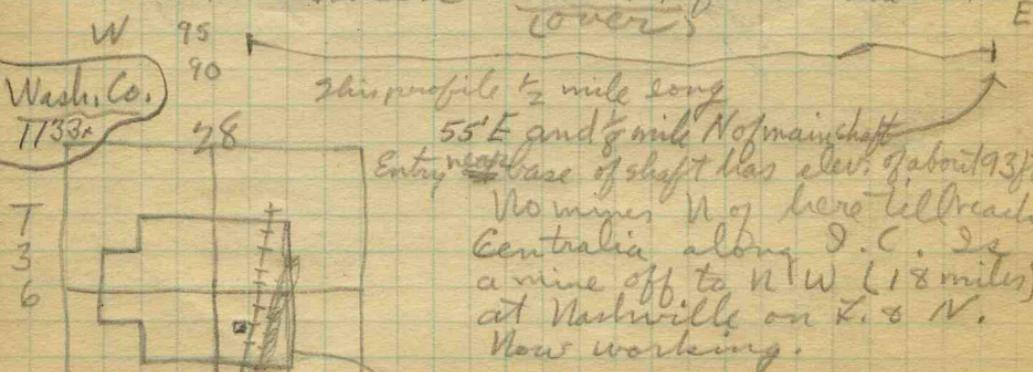 (over)
W E
95
90
Wash. Co.
1133r
28
This profile ½ mile long
55' E and ⅛ mile N of main shaft
Entry near base of shaft has elev. of about 93 ft
T
3
6
No mines N of here till reach
Centralia along I.C. Is
a mine off to NW (18 miles)
at Nashville on L. & N.
Now working.